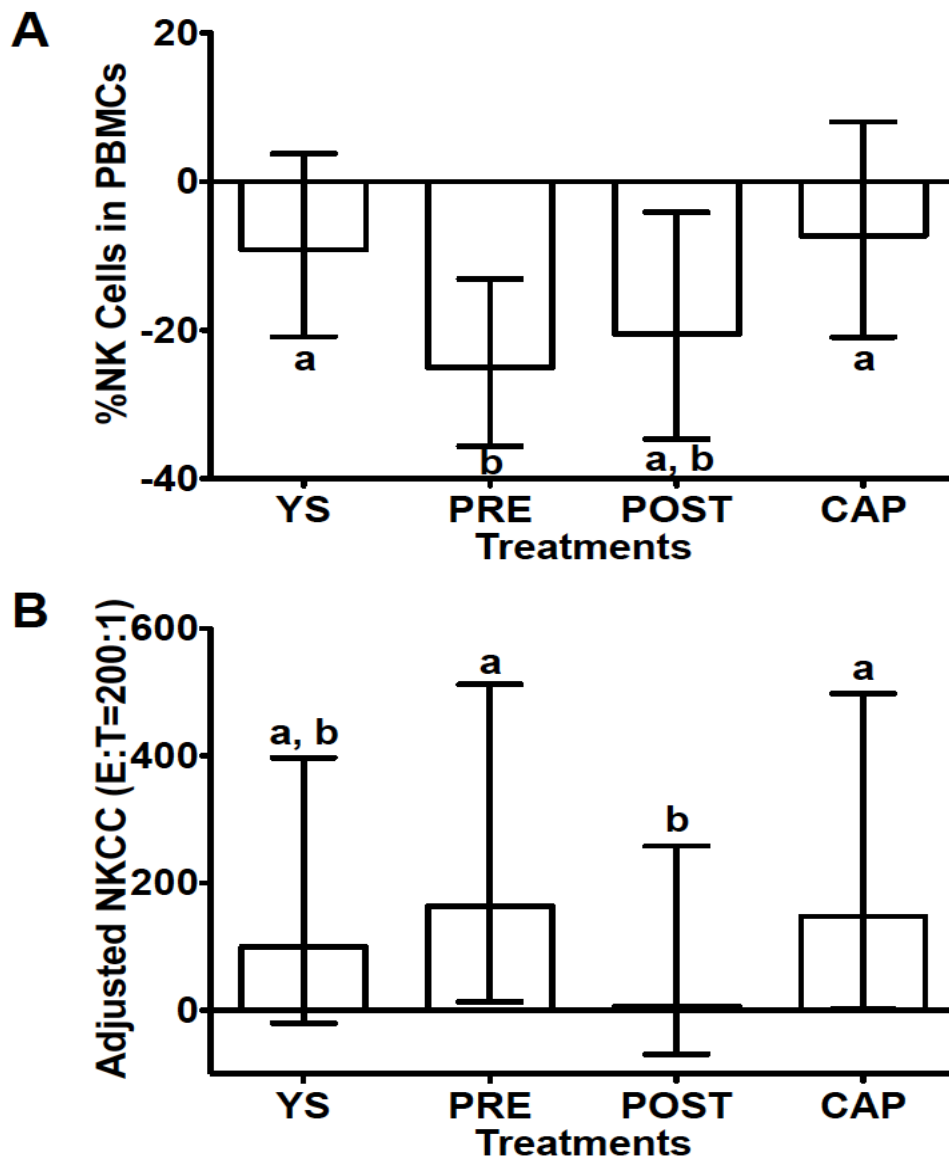 A
%NK Cells in PBMCs
20
0
-20
-40
a
b
a, b
a
YS PRE POST CAP
Treatments
B
Adjusted NKCC (E:T=200:1)
600
400
200
0
a, b
a
b
a
YS PRE POST CAP
Treatments